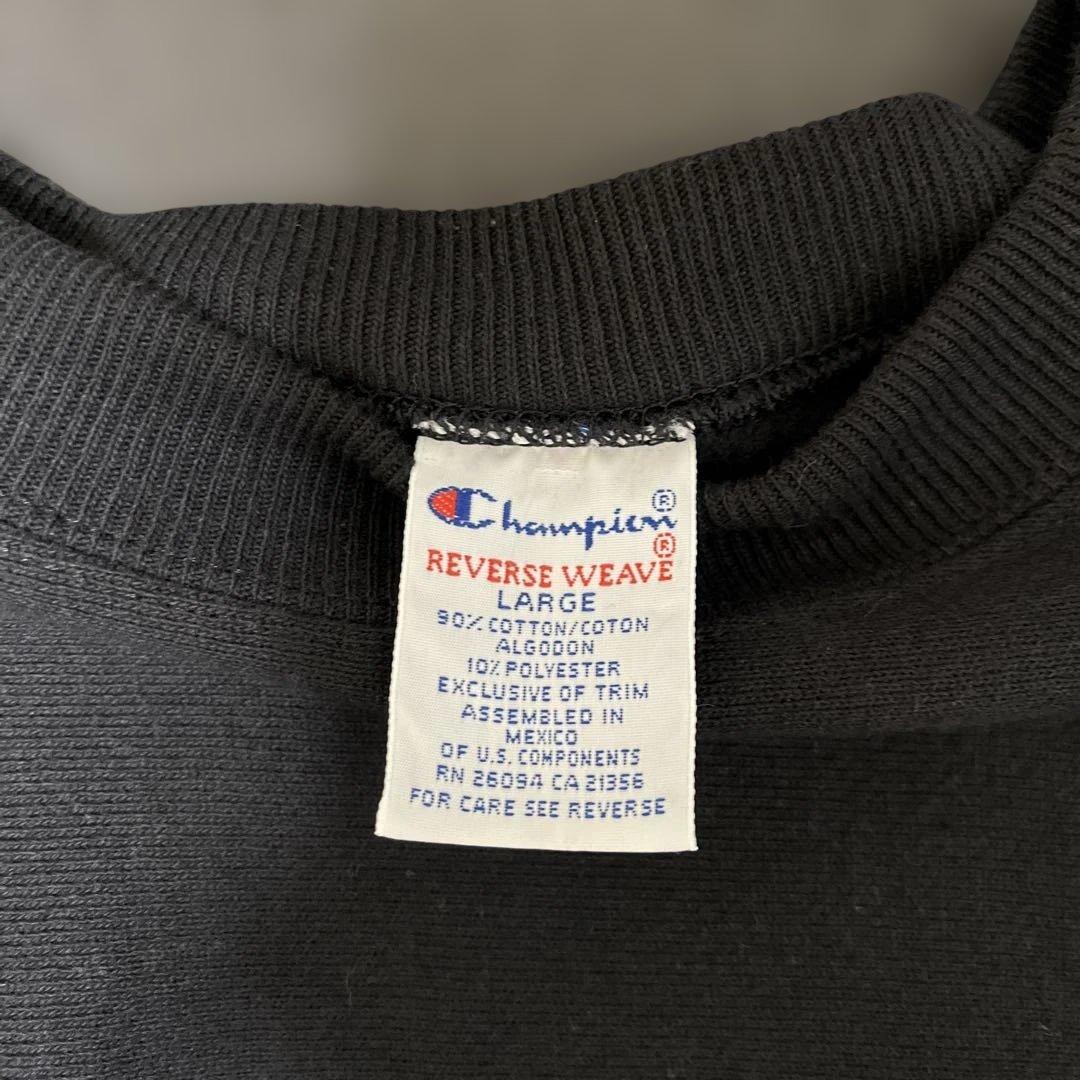 Champion®
REVERSE WEAVE®
LARGE
90% COTTON/COTON
ALGODON
10% POLYESTER
EXCLUSIVE OF TRIM
ASSEMBLED IN
MEXICO
OF U.S. COMPONENTS
RN 26094 CA 21356
FOR CARE SEE REVERSE